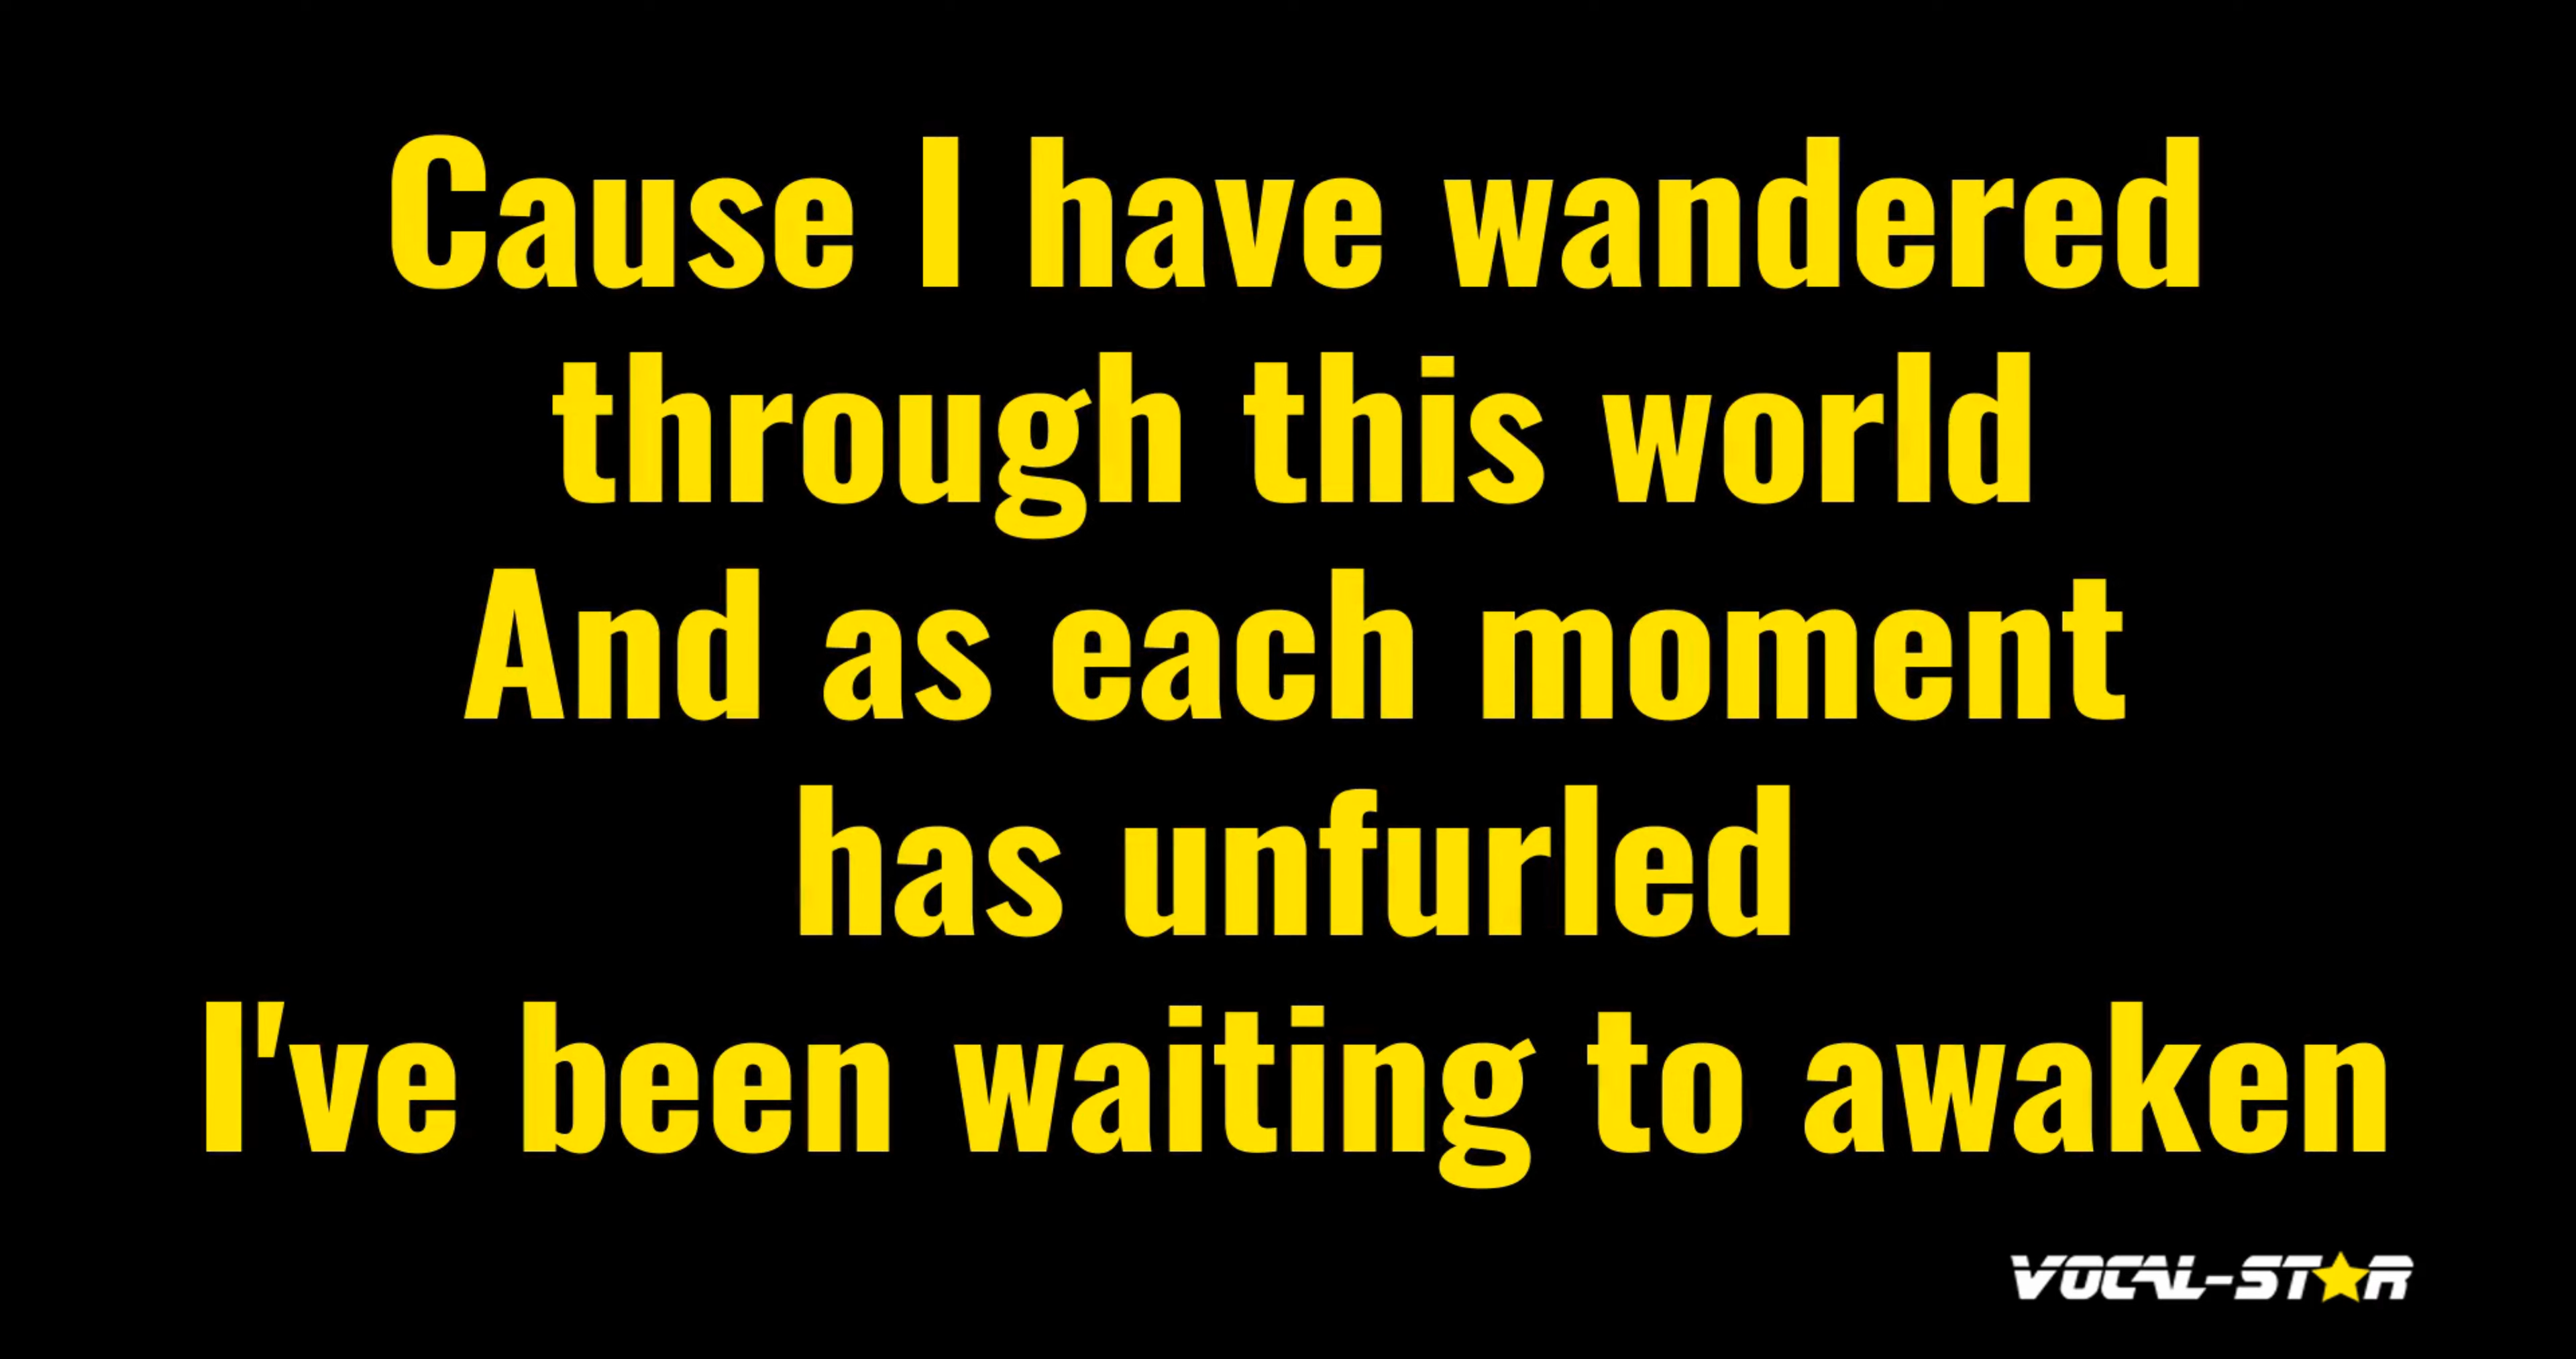 Cause I have wandered
through this world
And as each moment
has unfurled
I've been waiting to awaken
VOCAL-STAR